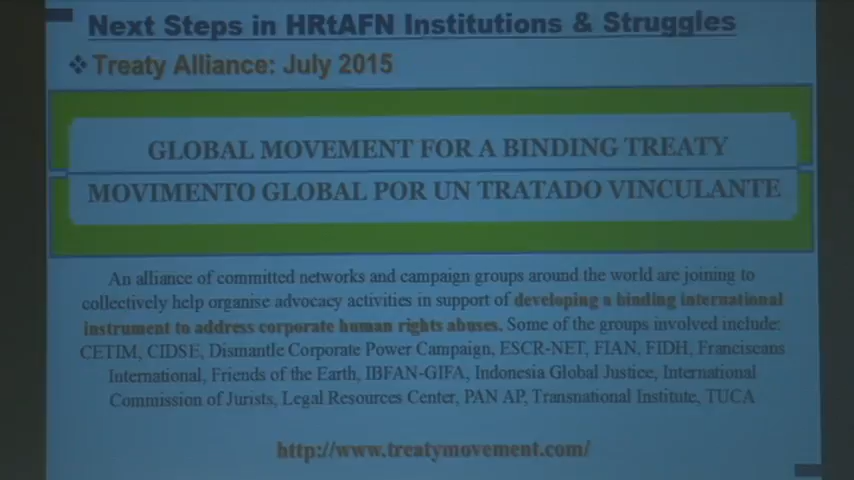 Next Steps in HRtAFN Institutions & Struggles
❖ Treaty Alliance: July 2015
GLOBAL MOVEMENT FOR A BINDING TREATY
MOVIMENTO GLOBAL POR UN TRATADO VINCULANTE
An alliance of committed networks and campaign groups around the world are joining to
collectively help organise advocacy activities in support of developing a binding international
instrument to address corporate human rights abuses. Some of the groups involved include:
CETIM, CIDSE, Dismantle Corporate Power Campaign, ESCR-NET, FIAN, FIDH, Franciscans
International, Friends of the Earth, IBFAN-GIFA, Indonesia Global Justice, International
Commission of Jurists, Legal Resources Center, PAN AP, Transnational Institute, TUCA
http://www.treatymovement.com/